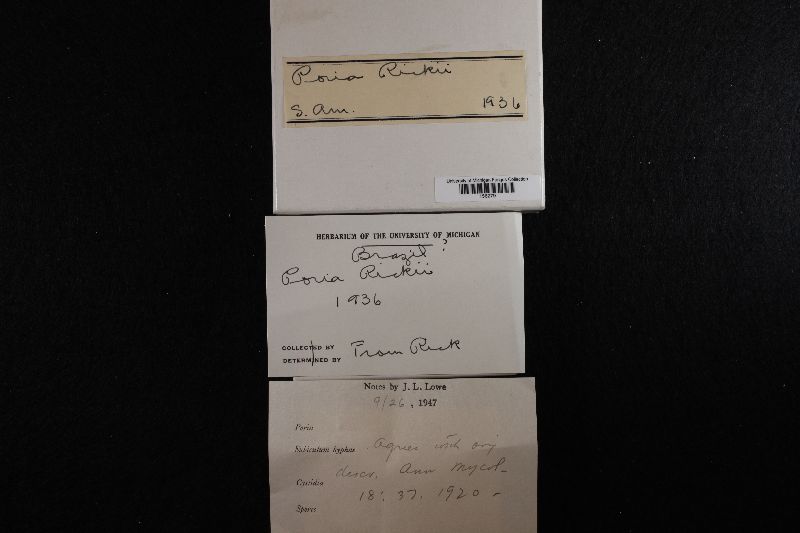 Poria Rickii
S. Am. 1936
University of Michigan Fungus Collection
HERBARIUM OF THE UNIVERSITY OF MICHIGAN
Brazil?
Poria Rickii
1936
COLLECTED BY From Rick
DETERMINED BY
Notes by J. L. Lowe
9/26, 1947
Poria
Subiculum hyphae Agrees with orig
descr. Ann Mycol-
Cystidia
18: 37. 1920 -
Spores